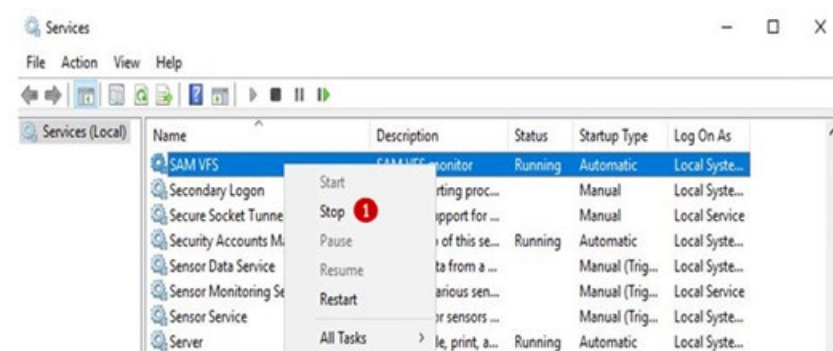 Services
File Action View Help
Services (Local)
Name Description Status Startup Type Log On As
SAM VFS SAM VFS monitor Running Automatic Local Syste...
Secondary Logon rting proc... Manual Local Syste...
Secure Socket Tunne pport for ... Manual Local Service
Security Accounts M of this se... Running Automatic Local Syste...
Sensor Data Service ta from a ... Manual (Trig... Local Syste...
Sensor Monitoring Se arious sen... Manual (Trig... Local Service
Sensor Service r sensors ... Manual (Trig... Local Syste...
Server le, print, a... Running Automatic Local Syste...
Start
Stop 1
Pause
Resume
Restart
All Tasks